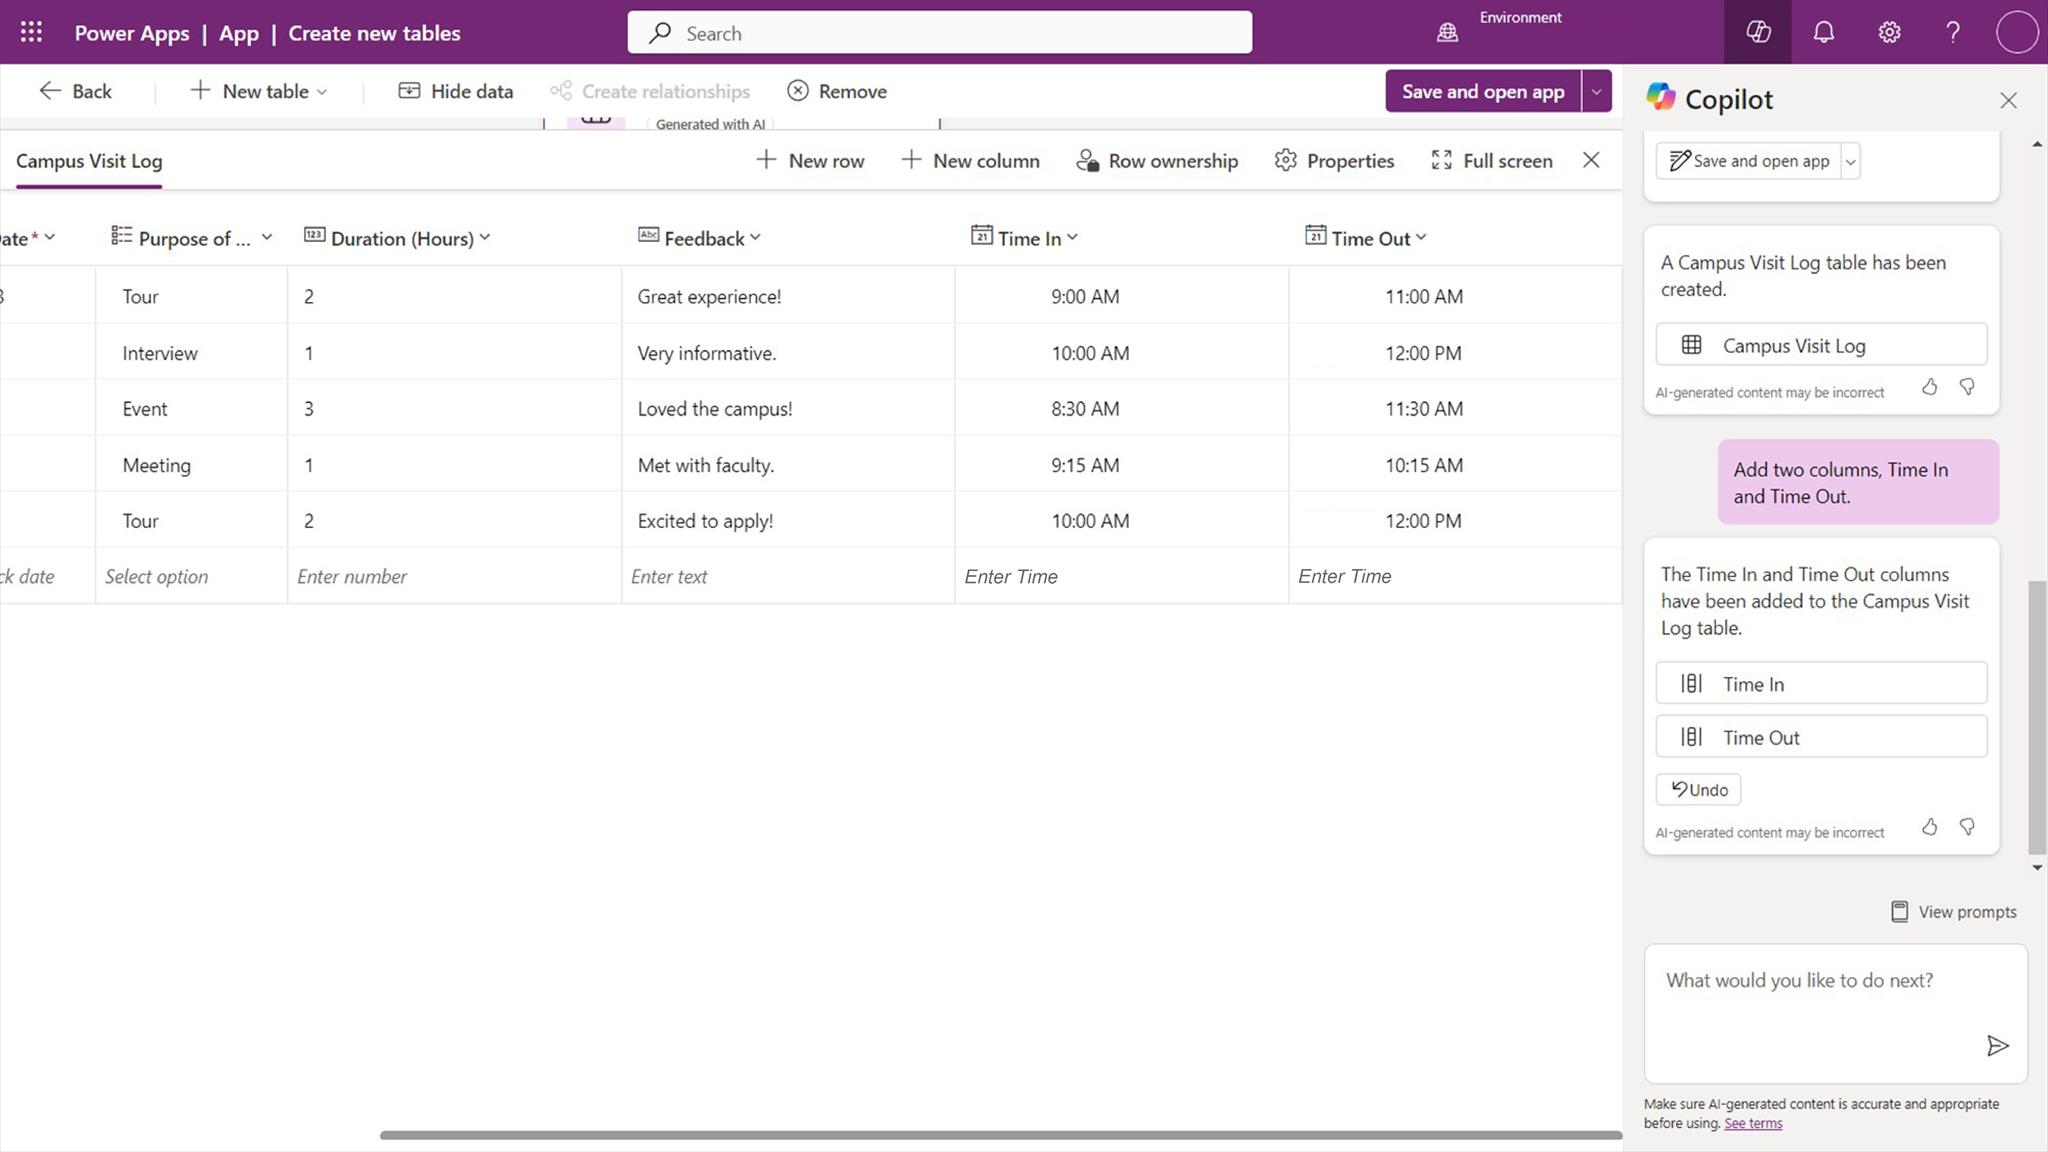 Power Apps | App | Create new tables
Search
Environment
Back
New table
Hide data
Create relationships
Remove
Save and open app
Generated with AI
Campus Visit Log
New row
New column
Row ownership
Properties
Full screen
ate* Purpose of ... Duration (Hours) Feedback Time In Time Out
Tour 2 Great experience! 9:00 AM 11:00 AM
Interview 1 Very informative. 10:00 AM 12:00 PM
Event 3 Loved the campus! 8:30 AM 11:30 AM
Meeting 1 Met with faculty. 9:15 AM 10:15 AM
Tour 2 Excited to apply! 10:00 AM 12:00 PM
ck date Select option Enter number Enter text Enter Time Enter Time
Copilot
Save and open app
A Campus Visit Log table has been
created.
Campus Visit Log
AI-generated content may be incorrect
Add two columns, Time In
and Time Out.
The Time In and Time Out columns
have been added to the Campus Visit
Log table.
Time In
Time Out
Undo
AI-generated content may be incorrect
View prompts
What would you like to do next?
Make sure AI-generated content is accurate and appropriate
before using. See terms